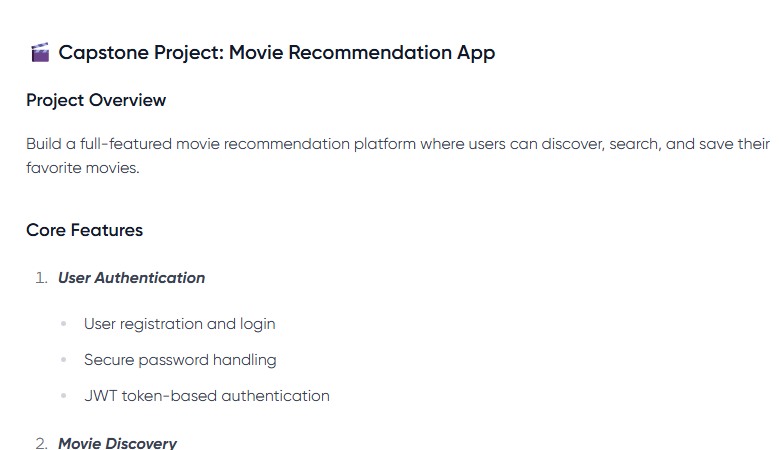 🎬 Capstone Project: Movie Recommendation App
Project Overview
Build a full-featured movie recommendation platform where users can discover, search, and save their
favorite movies.
Core Features
1. User Authentication
• User registration and login
• Secure password handling
• JWT token-based authentication
2. Movie Discovery